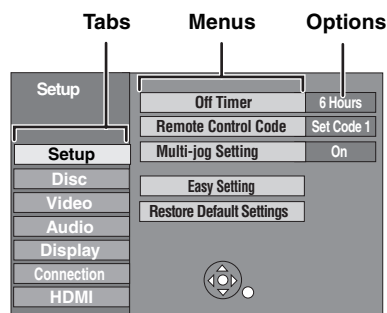 Tabs Menus Options
Setup
Off Timer 6 Hours
Remote Control Code Set Code 1
Setup Multi-jog Setting On
Disc
Easy Setting
Video
Restore Default Settings
Audio
Display
Connection
HDMI